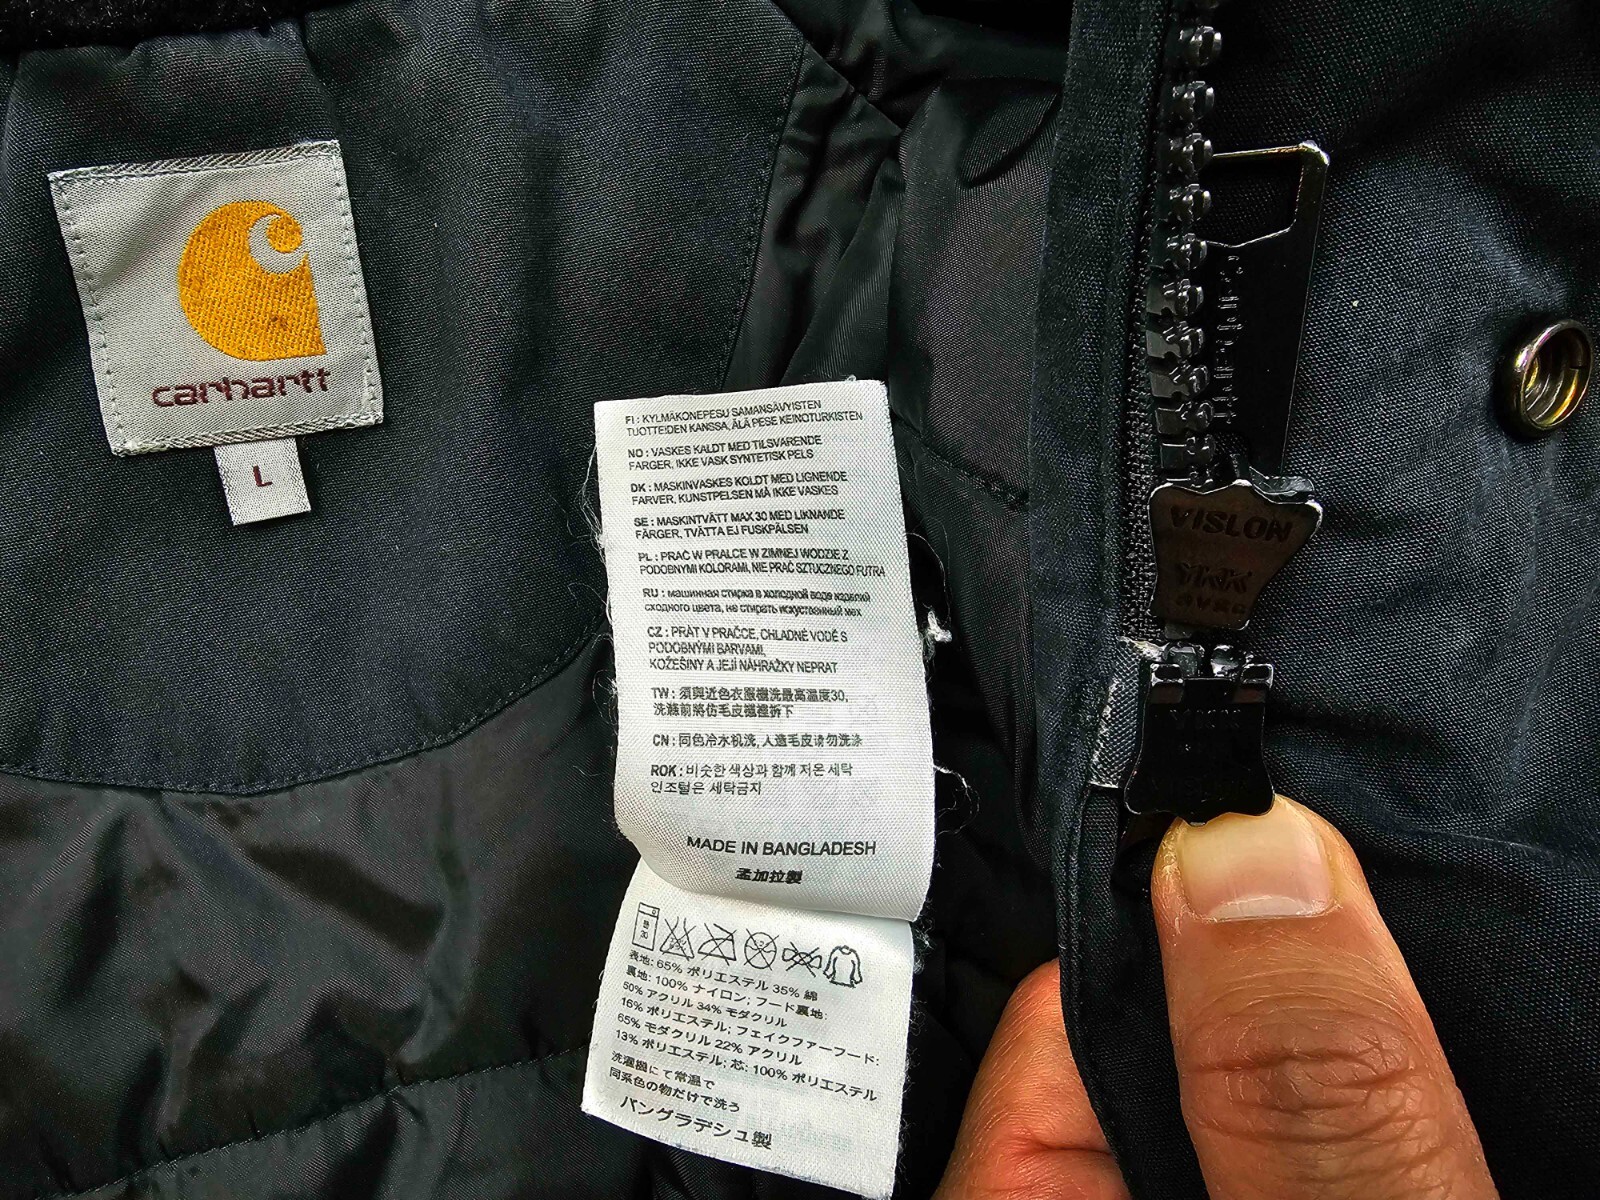 carhartt
L
FI : KYLMÄKONEPESU SAMANSÄVYISTEN
TUOTTEIDEN KANSSA, ÄLÄ PESE KEINOTURKISTEN
NO : VASKES KALDT MED TILSVARENDE
FARGER, IKKE VASK SYNTETISK PELS
DK : MASKINVASKES KOLDT MED LIGNENDE
FARVER, KUNSTPELSEN MÅ IKKE VASKES
SE : MASKINTVÄTT MAX 30 MED LIKNANDE
FÄRGER, TVÄTTA EJ FUSKPÄLSEN
PL : PRAĆ W PRALCE W ZIMNEJ WODZIE Z
PODOBNYMI KOLORAMI, NIE PRAĆ SZTUCZNEGO FUTRA
RU : машинная стирка в холодной воде изделий
сходного цвета, не стирать искуственный мех
CZ : PRÁT V PRAČCE, CHLADNÉ VODĚ S
PODOBNÝMI BARVAMI,
KOŽEŠINY A JEJÍ NÁHRAŽKY NEPRAT
TW : 須與近色衣服機洗最高溫度30,
洗滌前將仿毛皮襯裡拆下
CN : 同色冷水机洗, 人造毛皮请勿洗涤
ROK : 비슷한 색상과 함께 저온 세탁
인조털은 세탁금지
MADE IN BANGLADESH
孟加拉製
30
表地: 65% ポリエステル 35% 綿
裏地: 100% ナイロン; フード裏地:
50% アクリル 34% モダクリル
16% ポリエステル; フェイクファーフード:
65% モダクリル 22% アクリル
13% ポリエステル; 芯: 100% ポリエステル
洗濯機にて常温で
同系色の物だけで洗う
バングラデシュ製
carhartt
VISLON
YKK